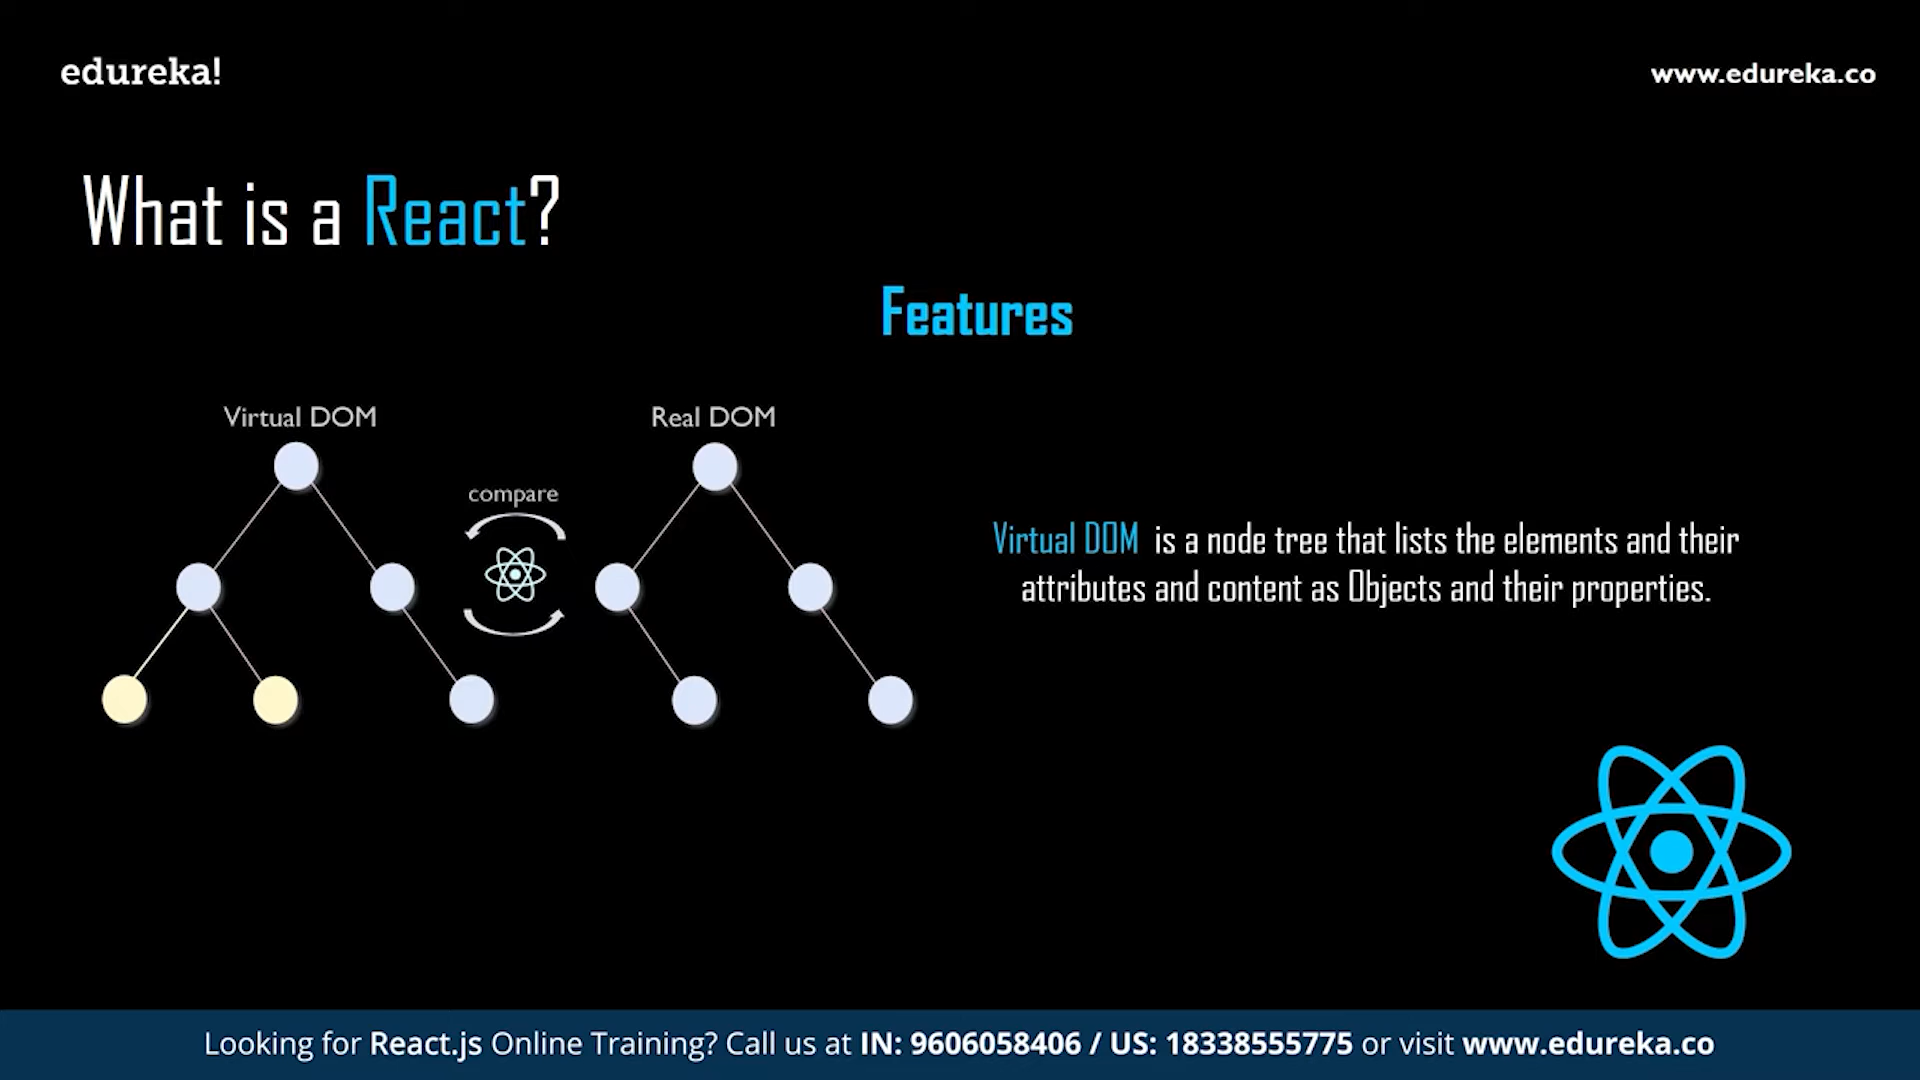 edureka!
www.edureka.co
What is a React?
Features
Virtual DOM
Real DOM
compare
Virtual DOM is a node tree that lists the elements and their
attributes and content as Objects and their properties.
Looking for React.js Online Training? Call us at IN: 9606058406 / US: 18338555775 or visit www.edureka.co